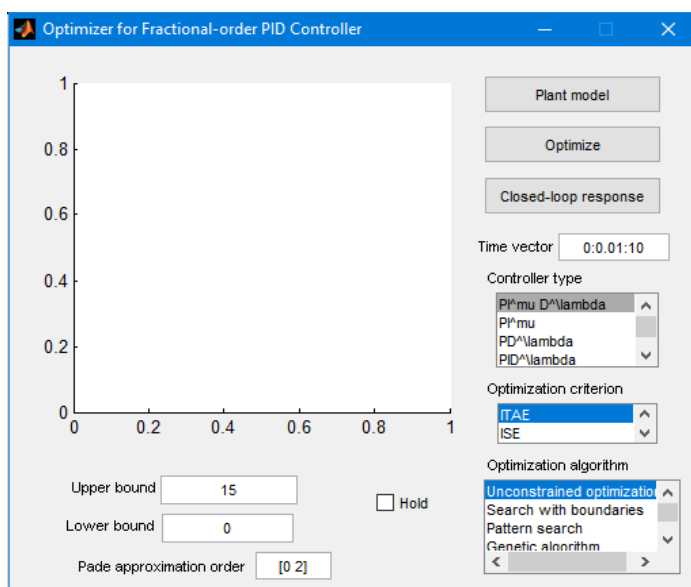 Optimizer for Fractional-order PID Controller
1
0.8
0.6
0.4
0.2
0
0 0.2 0.4 0.6 0.8 1
Plant model
Optimize
Closed-loop response
Time vector 0:0.01:10
Controller type
PI^mu D^\lambda
PI^mu
PD^\lambda
PID^\lambda
Optimization criterion
ITAE
ISE
Optimization algorithm
Unconstrained optimization
Search with boundaries
Pattern search
Genetic algorithm
Upper bound 15
Hold
Lower bound 0
Pade approximation order [0 2]